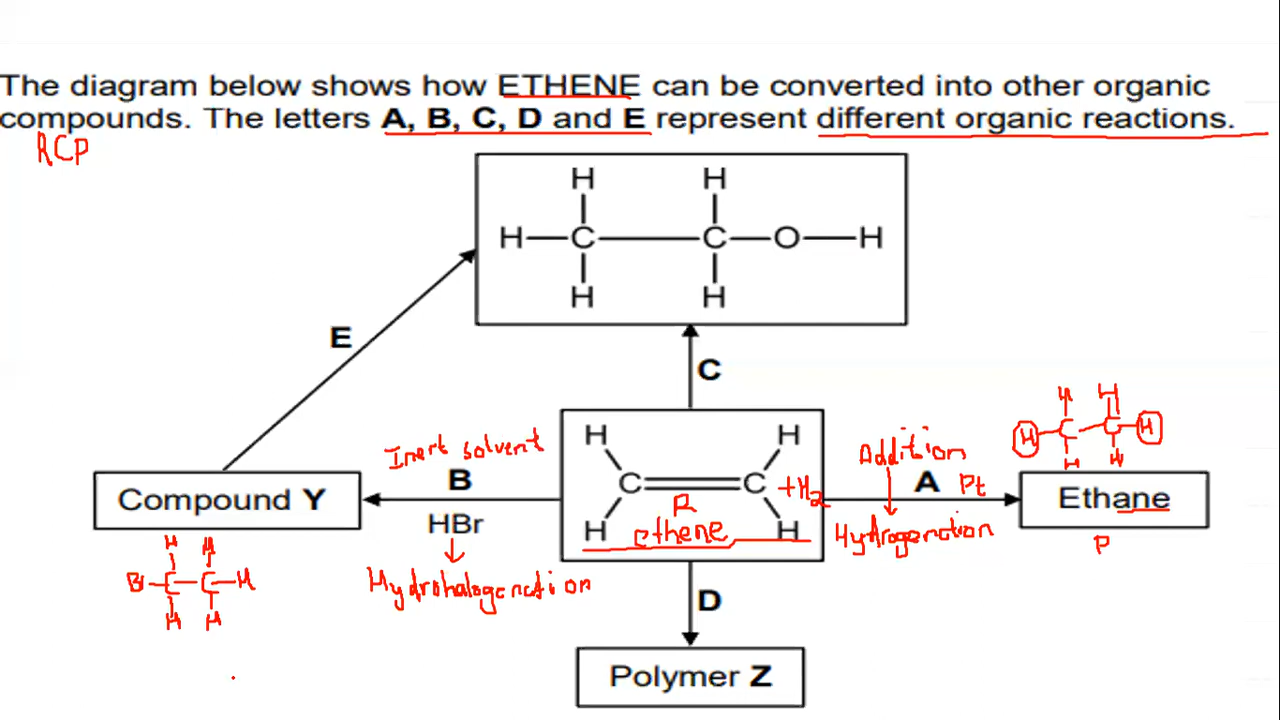 The diagram below shows how ETHENE can be converted into other organic
compounds. The letters A, B, C, D and E represent different organic reactions.
RCP
H H
H C C O H
H H
E
C
H H
H H
H C C H
H H
Inert solvent
B
HBr
Hydrohalogenation
H H
C C
H H
+H2
R
ethene
Addition
A Pt
Hydrogenation
Ethane
P
Compound Y
H H
Br C C H
H H
D
Polymer Z